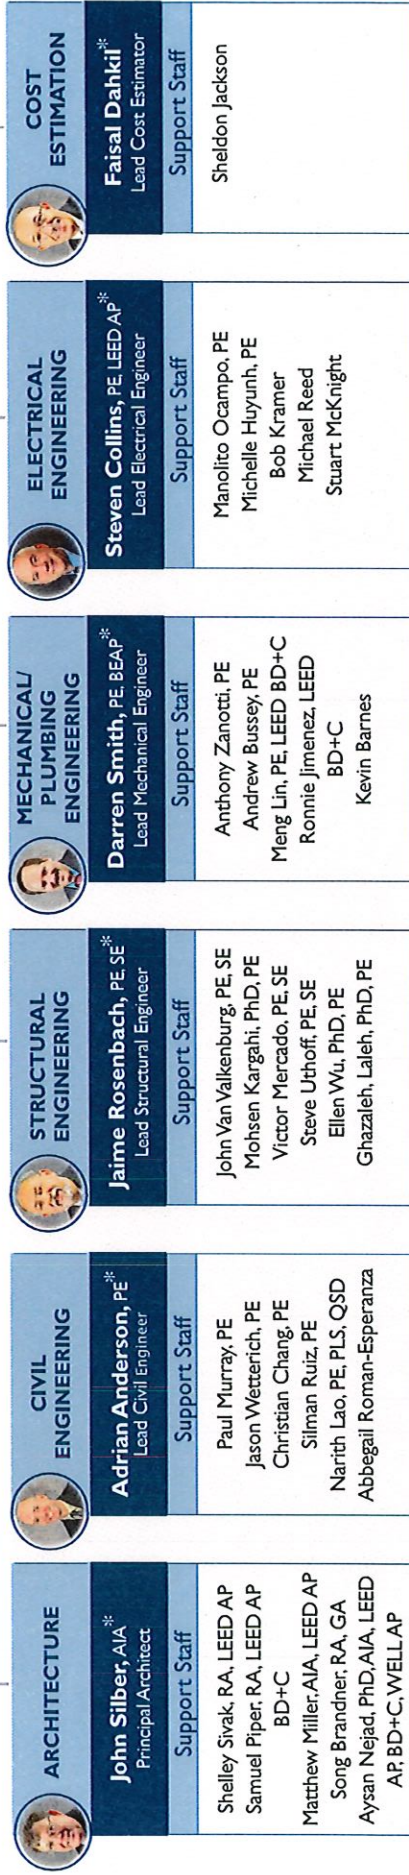 ARCHITECTURE
John Silber, AIA*
Principal Architect
Support Staff
Shelley Sivak, RA, LEED AP
Samuel Piper, RA, LEED AP
BD+C
Matthew Miller, AIA, LEED AP
Song Brandner, RA, GA
Aysan Nejad, PhD, AIA, LEED
AP, BD+C, WELL AP
CIVIL
ENGINEERING
Adrian Anderson, PE*
Lead Civil Engineer
Support Staff
Paul Murray, PE
Jason Wetterich, PE
Christian Chang, PE
Silman Ruiz, PE
Narith Lao, PE, PLS, QSD
Abbegail Roman-Esperanza
STRUCTURAL
ENGINEERING
Jaime Rosenbach, PE, SE*
Lead Structural Engineer
Support Staff
John Van Valkenburg, PE, SE
Mohsen Kargahi, PhD, PE
Victor Mercado, PE, SE
Steve Uthoff, PE, SE
Ellen Wu, PhD, PE
Ghazaleh, Laleh, PhD, PE
MECHANICAL/
PLUMBING
ENGINEERING
Darren Smith, PE, BEAP*
Lead Mechanical Engineer
Support Staff
Anthony Zanotti, PE
Andrew Bussey, PE
Meng Lin, PE, LEED BD+C
Ronnie Jimenez, LEED
BD+C
Kevin Barnes
ELECTRICAL
ENGINEERING
Steven Collins, PE, LEED AP*
Lead Electrical Engineer
Support Staff
Manolito Ocampo, PE
Michelle Huyunh, PE
Bob Kramer
Michael Reed
Stuart McKnight
COST
ESTIMATION
Faisal Dahkil*
Lead Cost Estimator
Support Staff
Sheldon Jackson